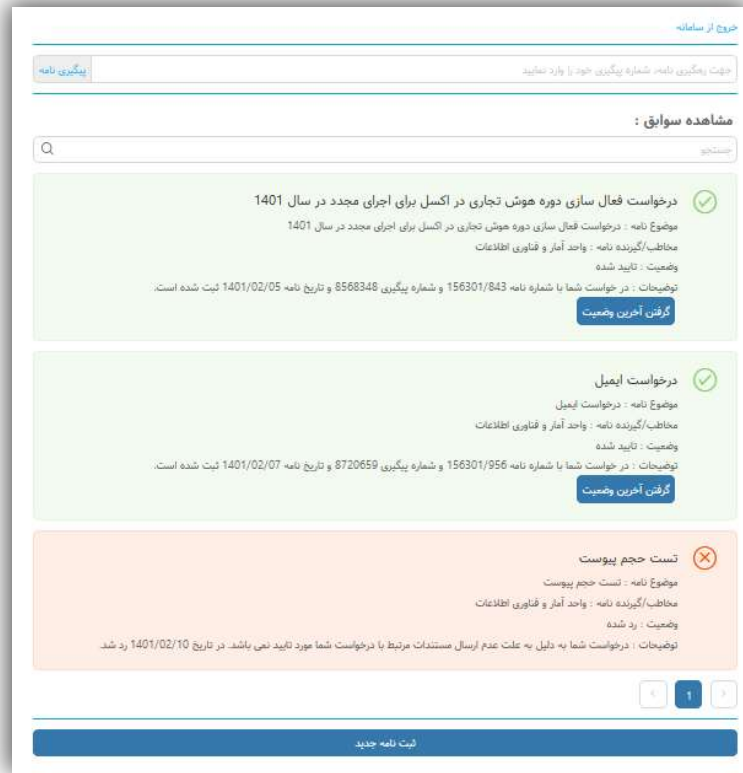 خروج از سامانه
جهت رهگیری نامه، شماره پیگیری خود را وارد نمایید
پیگیری نامه
مشاهده سوابق :
جستجو
درخواست فعال سازی دوره هوش تجاری در اکسل برای اجرای مجدد در سال 1401
موضوع نامه : درخواست فعال سازی دوره هوش تجاری در اکسل برای اجرای مجدد در سال 1401
مخاطب/گیرنده نامه : واحد آمار و فناوری اطلاعات
وضعیت : تایید شده
توضیحات : در خواست شما با شماره نامه 156301/843 و شماره پیگیری 8568348 و تاریخ نامه 1401/02/05 ثبت شده است.
گرفتن آخرین وضعیت
درخواست ایمیل
موضوع نامه : درخواست ایمیل
مخاطب/گیرنده نامه : واحد آمار و فناوری اطلاعات
وضعیت : تایید شده
توضیحات : در خواست شما با شماره نامه 156301/956 و شماره پیگیری 8720659 و تاریخ نامه 1401/02/07 ثبت شده است.
گرفتن آخرین وضعیت
تست حجم پیوست
موضوع نامه : تست حجم پیوست
مخاطب/گیرنده نامه : واحد آمار و فناوری اطلاعات
وضعیت : رد شده
توضیحات : درخواست شما به دلیل به علت عدم ارسال مستندات مرتبط با درخواست شما مورد تایید نمی باشد. در تاریخ 1401/02/10 رد شد.
1
ثبت نامه جدید